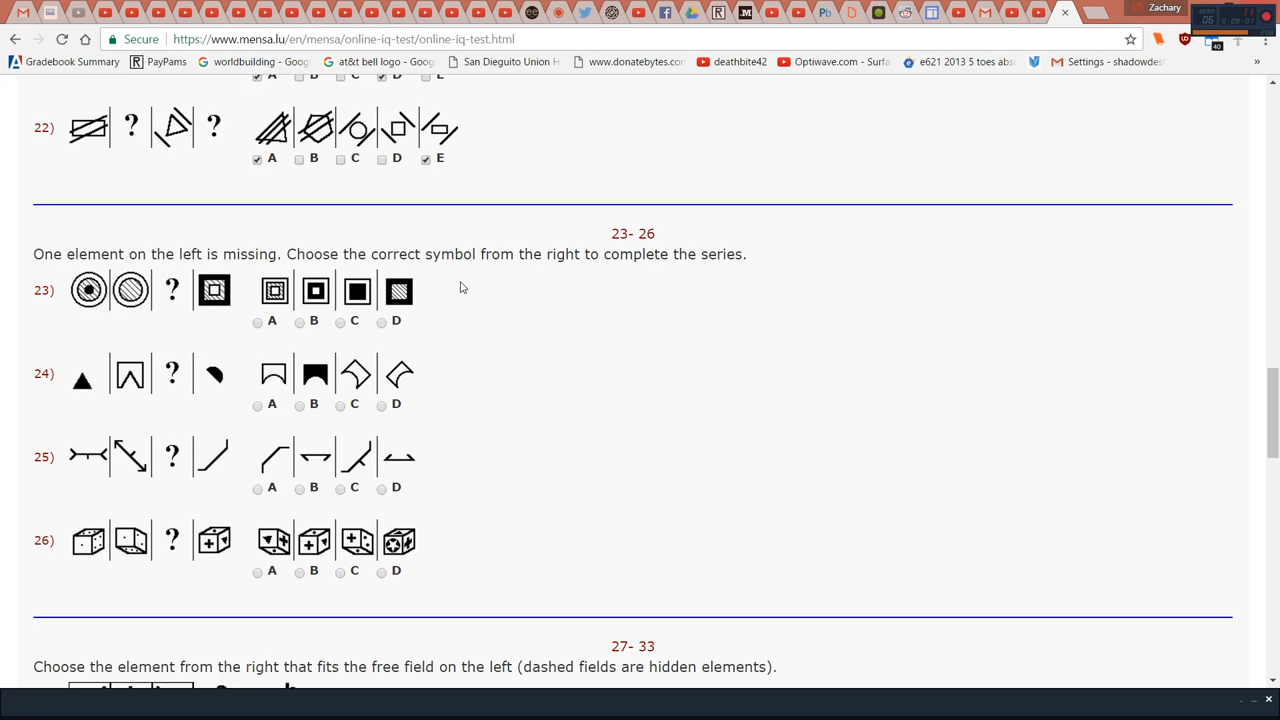 Zachary
Secure https://www.mensa.lu/en/mensa/online-iq-test/online-iq-test.html
40
Gradebook Summary PayPams worldbuilding - Goog at&t bell logo - Goog San Dieguito Union H www.donatebytes.co deathbite42 Optiwave.com - Surfa e621 2013 5 toes abso Settings - shadowdest »
A B C D E
22) ? ? A B C D E
23- 26
One element on the left is missing. Choose the correct symbol from the right to complete the series.
23) ?
A B C D
24) ?
A B C D
25) ?
A B C D
26) ?
A B C D
27- 33
Choose the element from the right that fits the free field on the left (dashed fields are hidden elements).